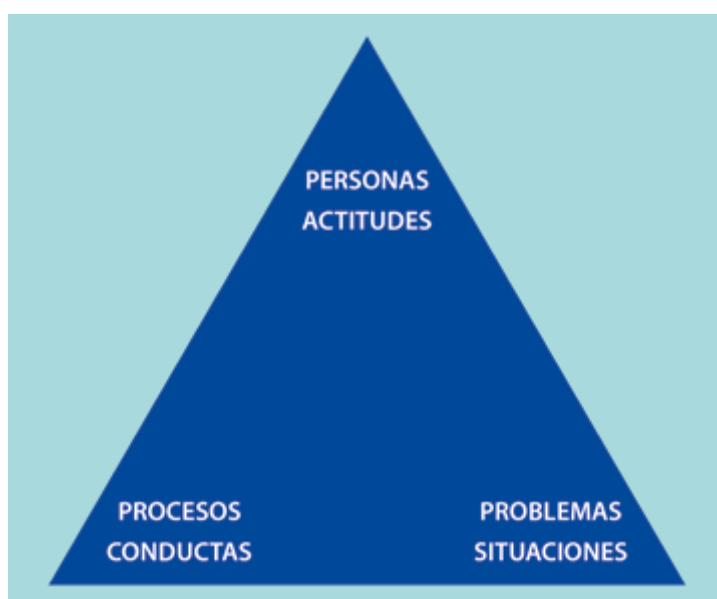 PERSONAS
ACTITUDES
PROCESOS
CONDUCTAS
PROBLEMAS
SITUACIONES